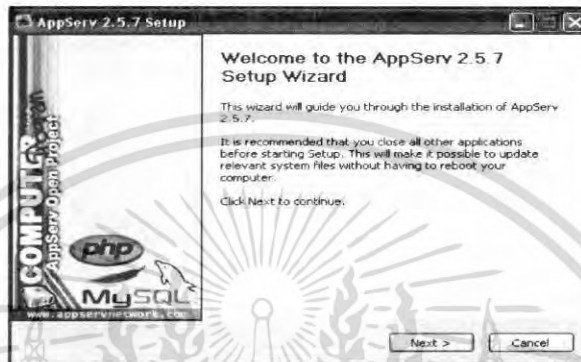 AppServ 2.5.7 Setup
Welcome to the AppServ 2.5.7
Setup Wizard
This wizard will guide you through the installation of AppServ
2.5.7.
It is recommended that you close all other applications
before starting Setup. This will make it possible to update
relevant system files without having to reboot your
computer.
Click Next to continue.
COMPUTER
AppServ Open Project
php
MySQL
www.appservnetwork.com
Next >
Cancel